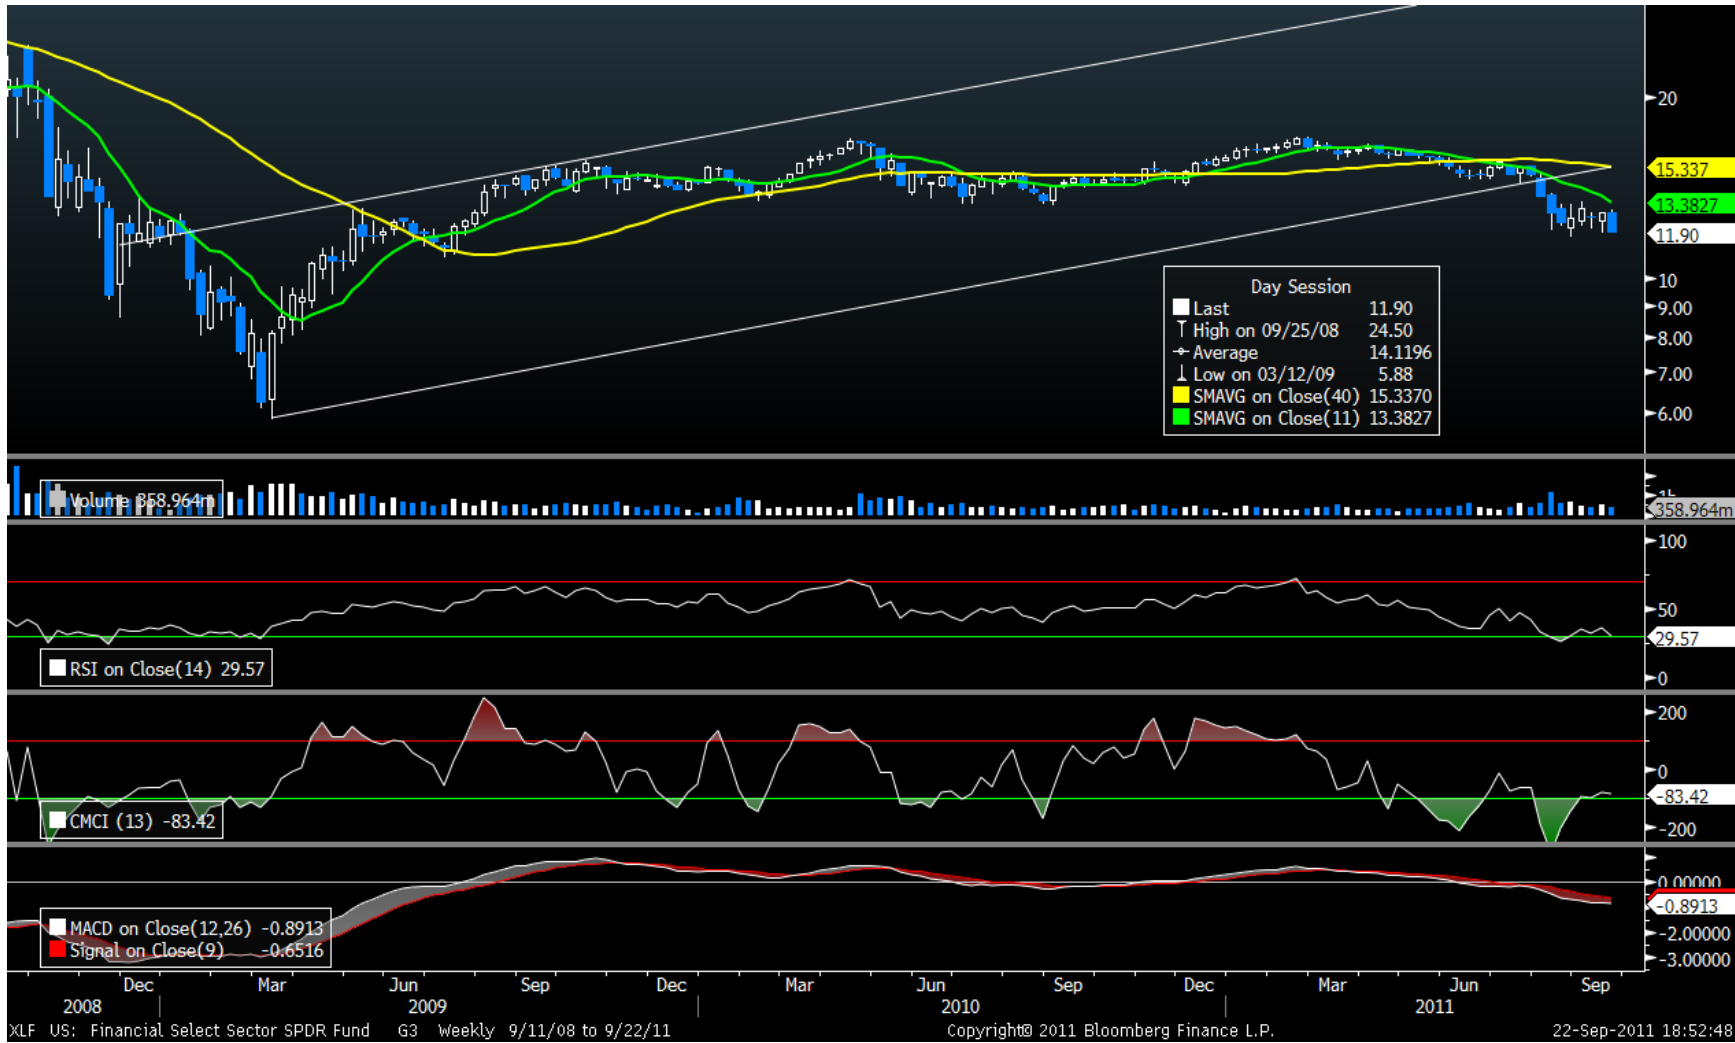 20
15.337
13.3827
11.90
10
9.00
8.00
7.00
6.00
Day Session
Last 11.90
High on 09/25/08 24.50
Average 14.1196
Low on 03/12/09 5.88
SMAVG on Close(40) 15.3370
SMAVG on Close(11) 13.3827
Volume 358.964m
358.964m
100
50
29.57
0
RSI on Close(14) 29.57
200
0
-83.42
-200
CMCI (13) -83.42
0.00000
-0.8913
-2.00000
-3.00000
MACD on Close(12,26) -0.8913
Signal on Close(9) -0.6516
Dec Mar Jun Sep Dec Mar Jun Sep Dec Mar Jun Sep
2008 2009 2010 2011
XLF US: Financial Select Sector SPDR Fund G3 Weekly 9/11/08 to 9/22/11 Copyright© 2011 Bloomberg Finance L.P. 22-Sep-2011 18:52:48